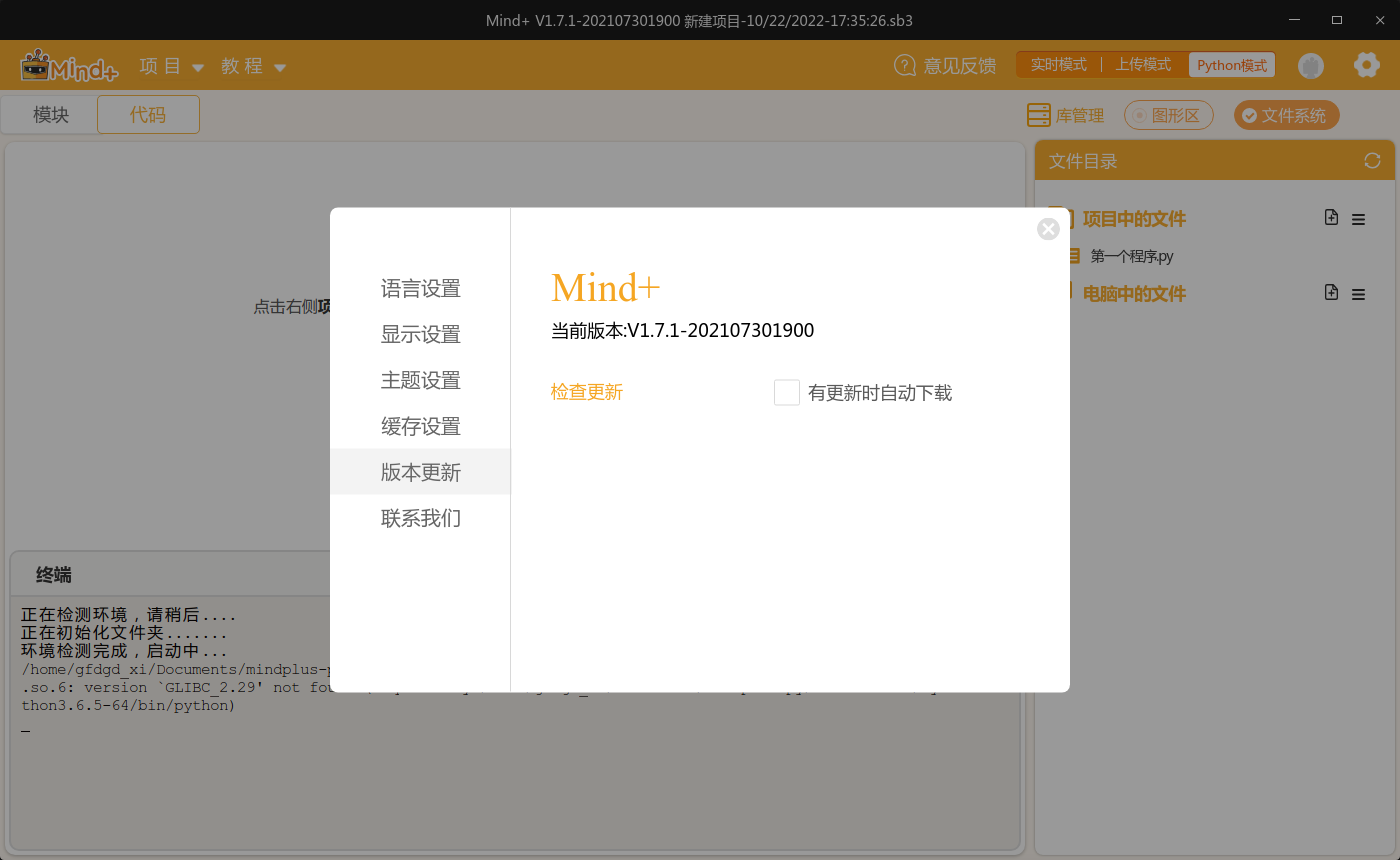 Mind+ V1.7.1-202107301900 新建项目-10/22/2022-17:35:26.sb3
Mind+ 项目 教程 意见反馈 实时模式 上传模式 Python模式
模块 代码 库管理 图形区 文件系统
文件目录
项目中的文件
第一个程序.py
电脑中的文件
点击右侧项
语言设置
显示设置
主题设置
缓存设置
版本更新
联系我们
Mind+
当前版本:V1.7.1-202107301900
检查更新 有更新时自动下载
终端
正在检测环境，请稍后....
正在初始化文件夹.......
环境检测完成，启动中...
/home/gfdgd_xi/Documents/mindplus-
.so.6: version `GLIBC_2.29' not fou
thon3.6.5-64/bin/python)